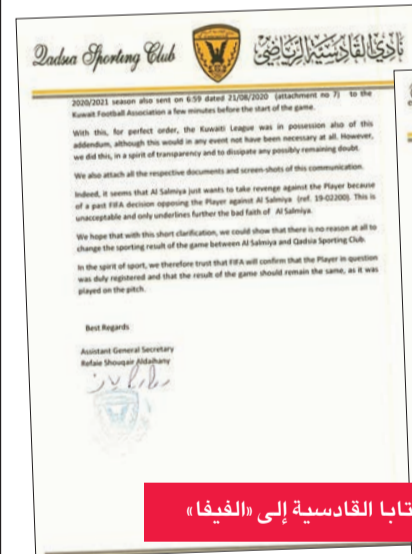 Qadsia Sporting Club
نادي القادسية الرياضي
2020/2021 season also sent on 6:59 dated 21/08/2020 (attachment no 7) to the
Kuwait Football Association a few minutes before the start of the game.
With this, for perfect order, the Kuwaiti League was in possession also of this
addendum, although this would in any event not have been necessary at all. However,
we did this, in a spirit of transparency and to dissipate any possibly remaining doubt.
We also attach all the respective documents and screen-shots of this communication.
Indeed, it seems that Al Salmiya just wants to take revenge against the Player because
of a past FIFA decision opposing the Player against Al Salmiya (ref. 19-02200). This is
unacceptable and only underlines further the bad faith of Al Salmiya.
We hope that with this short clarification, we could show that there is no reason at all to
change the sporting result of the game between Al Salmiya and Qadsia Sporting Club.
In the spirit of sport, we therefore trust that FIFA will confirm that the Player in question
was duly registered and that the result of the game should remain the same, as it was
played on the pitch.
Best Regards
Assistant General Secretary
Refaie Shouqair Aldaihany
تابا القادسية إلى «الفيفا»